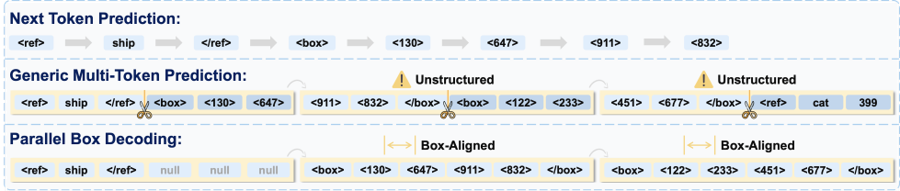 Next Token Prediction:
<ref> ship </ref> <box> <130> <647> <911> <832>
Generic Multi-Token Prediction: Unstructured Unstructured
<ref> ship </ref> <box> <130> <647> <911> <832> </box> <box> <122> <233> <451> <677> </box> <ref> cat 399
Parallel Box Decoding: Box-Aligned Box-Aligned
<ref> ship </ref> null null null <box> <130> <647> <911> <832> </box> <box> <122> <233> <451> <677> </box>